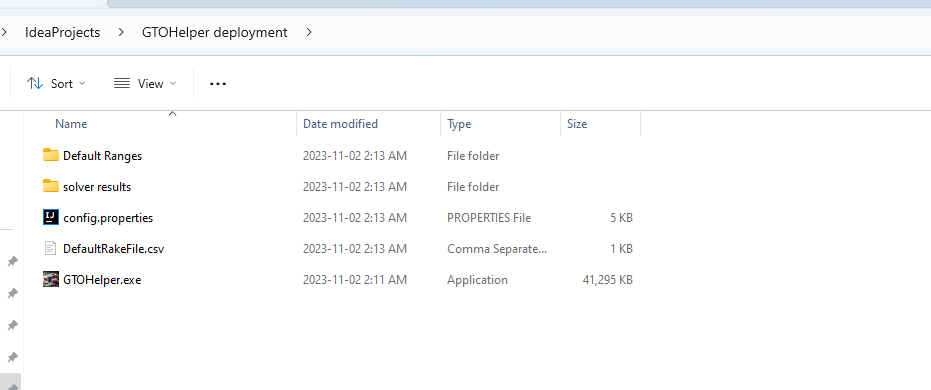 IdeaProjects > GTOHelper deployment >
Sort View ...
Name Date modified Type Size
Default Ranges 2023-11-02 2:13 AM File folder
solver results 2023-11-02 2:13 AM File folder
IJ config.properties 2023-11-02 2:13 AM PROPERTIES File 5 KB
DefaultRakeFile.csv 2023-11-02 2:13 AM Comma Separate... 1 KB
GTOHelper.exe 2023-11-02 2:11 AM Application 41,295 KB